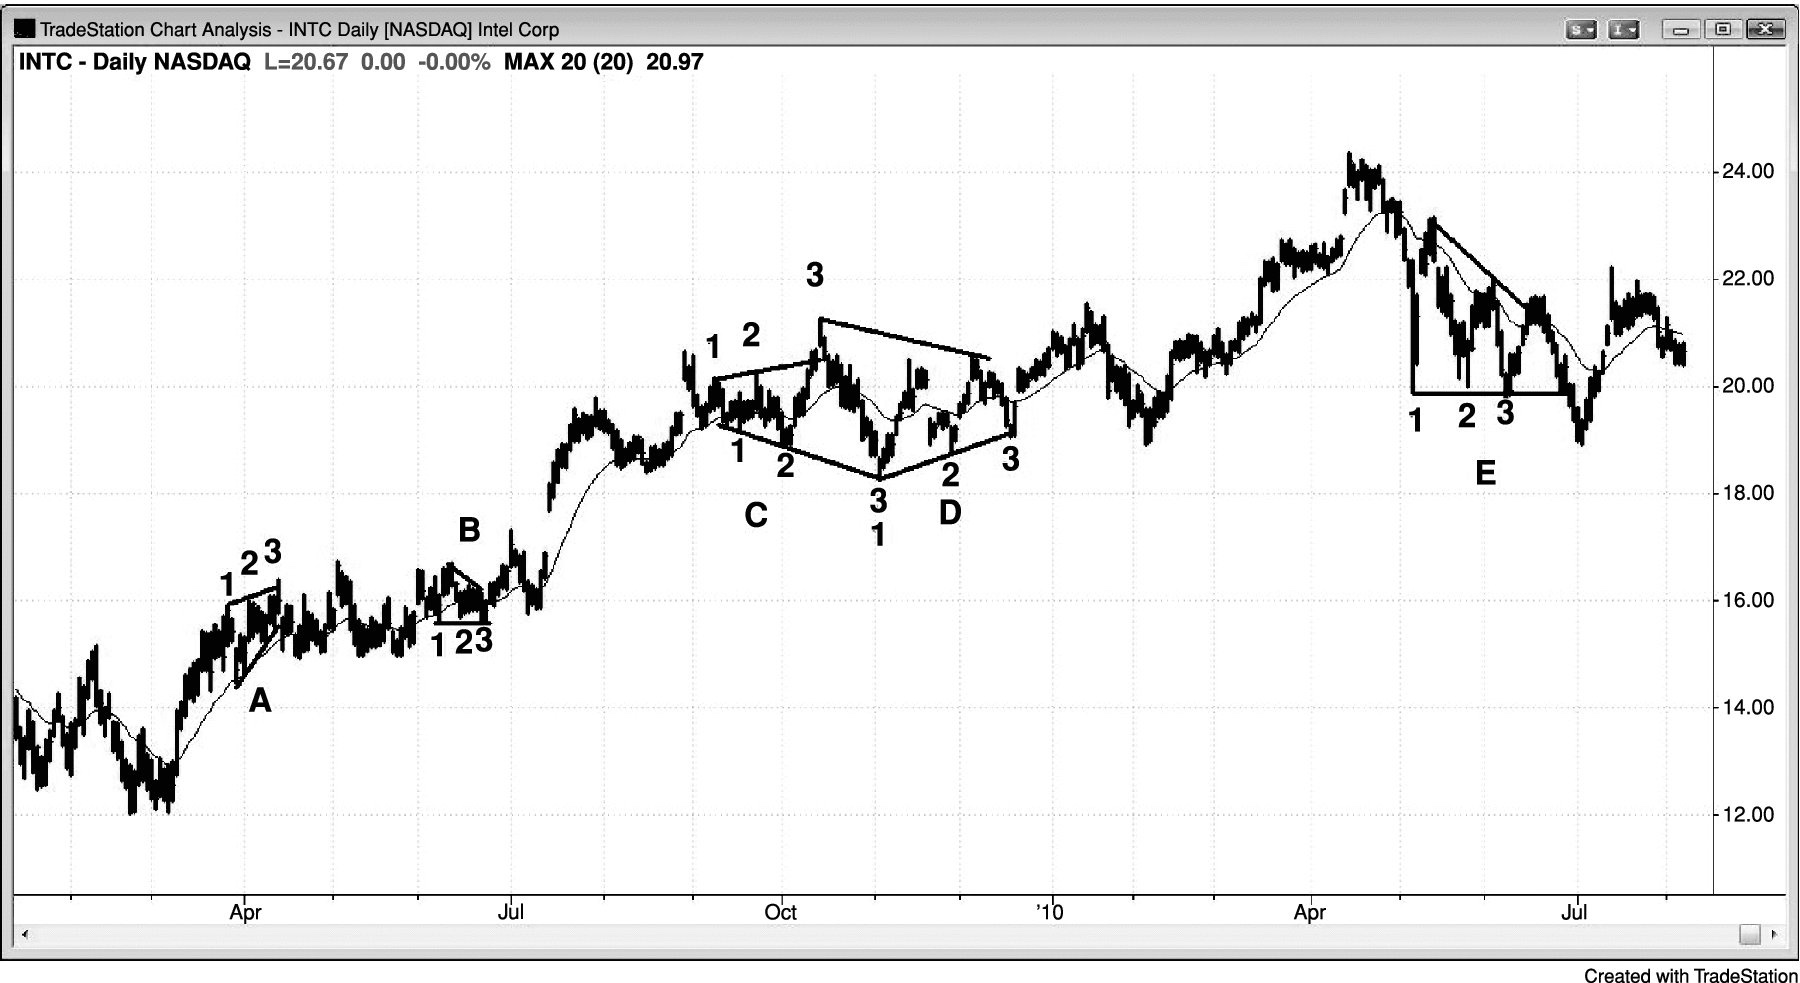 TradeStation Chart Analysis - INTC Daily [NASDAQ] Intel Corp
S
I
INTC - Daily NASDAQ L=20.67 0.00 -0.00% MAX 20 (20) 20.97
24.00
22.00
20.00
18.00
16.00
14.00
12.00
1 2 3
A
B
1 2 3
1 2 3
1 2 3
C
1 2 3
D
1 2 3
E
Apr Jul Oct '10 Apr Jul
Created with TradeStation